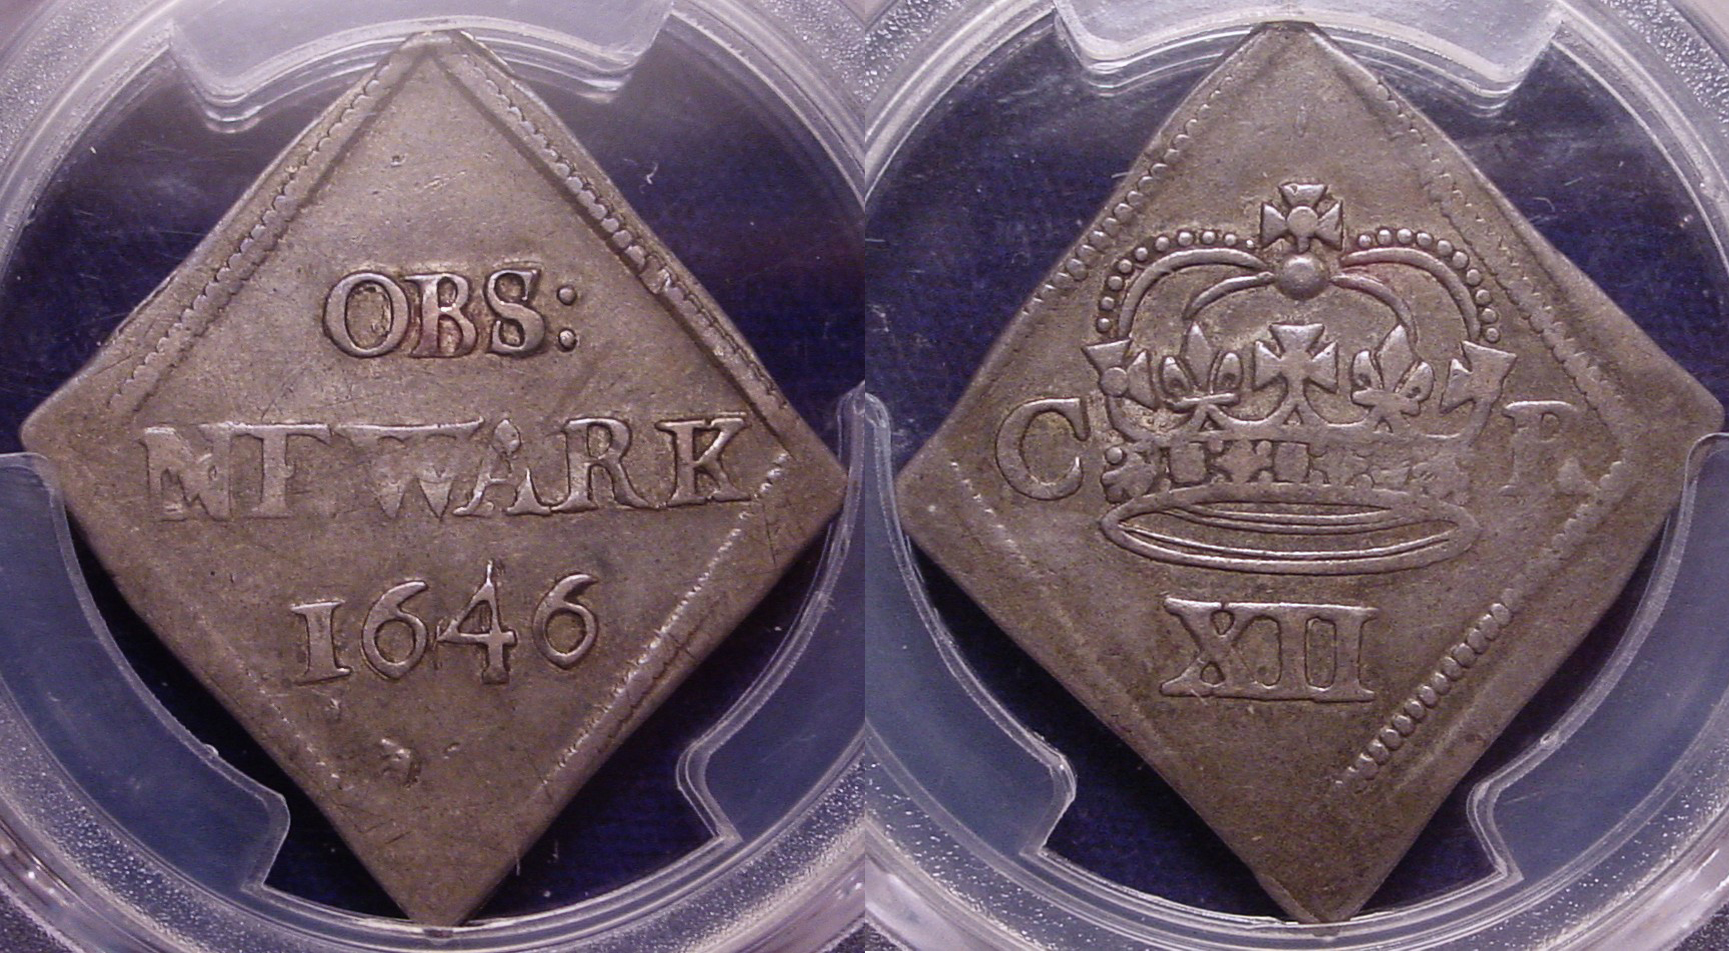 OBS:
NEWARK
1646
C R
XII